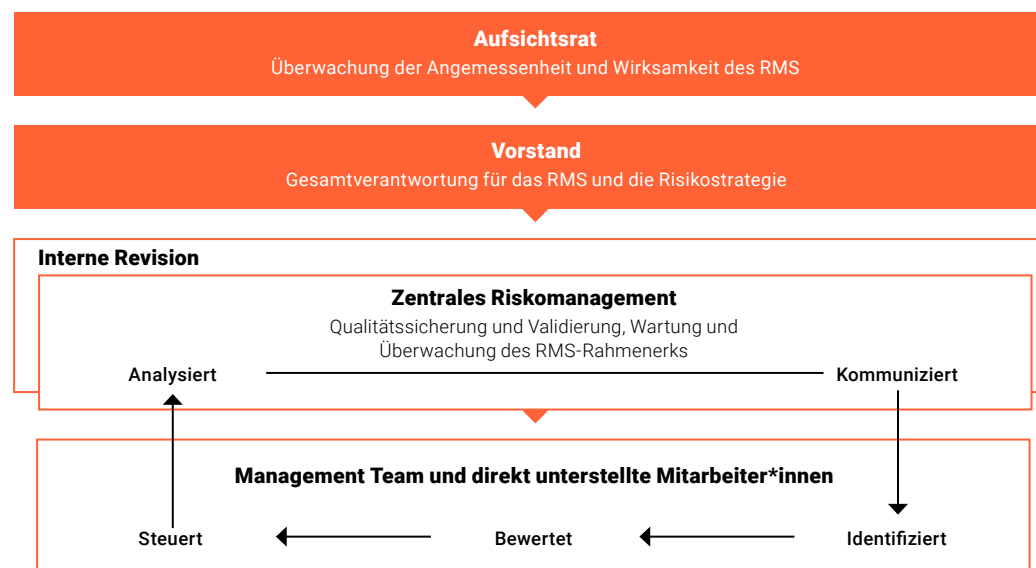 Aufsichtsrat
Überwachung der Angemessenheit und Wirksamkeit des RMS
Vorstand
Gesamtverantwortung für das RMS und die Risikostrategie
Interne Revision
Zentrales Riskomanagement
Qualitätssicherung und Validierung, Wartung und
Überwachung des RMS-Rahmenerks
Analysiert
Kommuniziert
Management Team und direkt unterstellte Mitarbeiter*innen
Steuert
Bewertet
Identifiziert